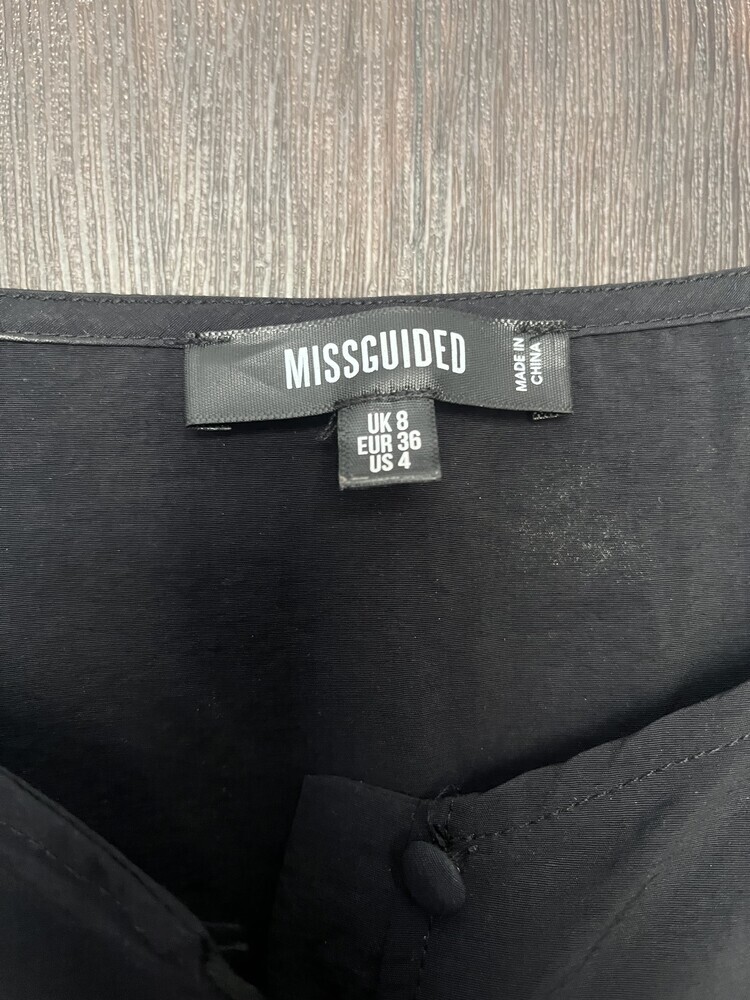 MISSGUIDED
MADE IN
CHINA
UK 8
EUR 36
US 4